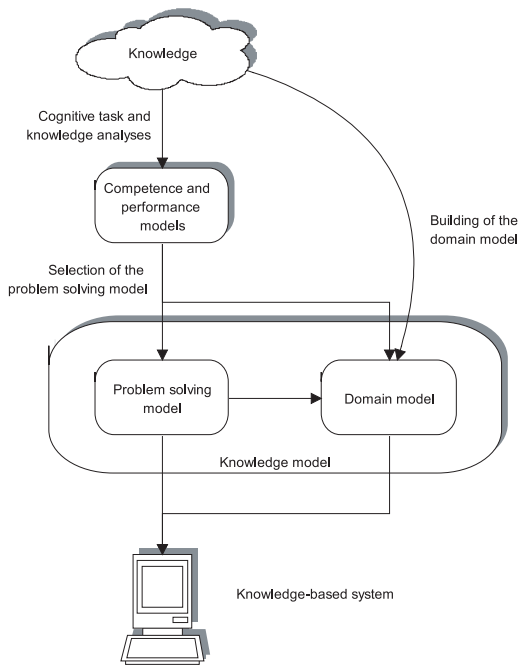 Knowledge
Cognitive task and
knowledge analyses
Competence and
performance
models
Building of the
domain model
Selection of the
problem solving model
Problem solving
model
Domain model
Knowledge model
Knowledge-based system